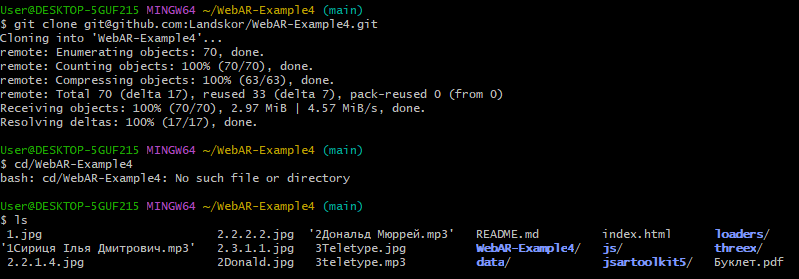 User@DESKTOP-5GUF215 MINGW64 ~/WebAR-Example4 (main)
$ git clone git@github.com:Landskor/WebAR-Example4.git
Cloning into 'WebAR-Example4'...
remote: Enumerating objects: 70, done.
remote: Counting objects: 100% (70/70), done.
remote: Compressing objects: 100% (63/63), done.
remote: Total 70 (delta 17), reused 33 (delta 7), pack-reused 0 (from 0)
Receiving objects: 100% (70/70), 2.97 MiB | 4.57 MiB/s, done.
Resolving deltas: 100% (17/17), done.
User@DESKTOP-5GUF215 MINGW64 ~/WebAR-Example4 (main)
$ cd/WebAR-Example4
bash: cd/WebAR-Example4: No such file or directory
User@DESKTOP-5GUF215 MINGW64 ~/WebAR-Example4 (main)
$ ls
1.jpg 2.2.2.2.jpg '2Дональд Мюррей.mp3' README.md index.html loaders/
'1Сириця Ілья Дмитрович.mp3' 2.3.1.1.jpg 3Teletype.jpg WebAR-Example4/ js/ threex/
2.2.1.4.jpg 2Donald.jpg 3teletype.mp3 data/ jsartoolkit5/ Буклет.pdf